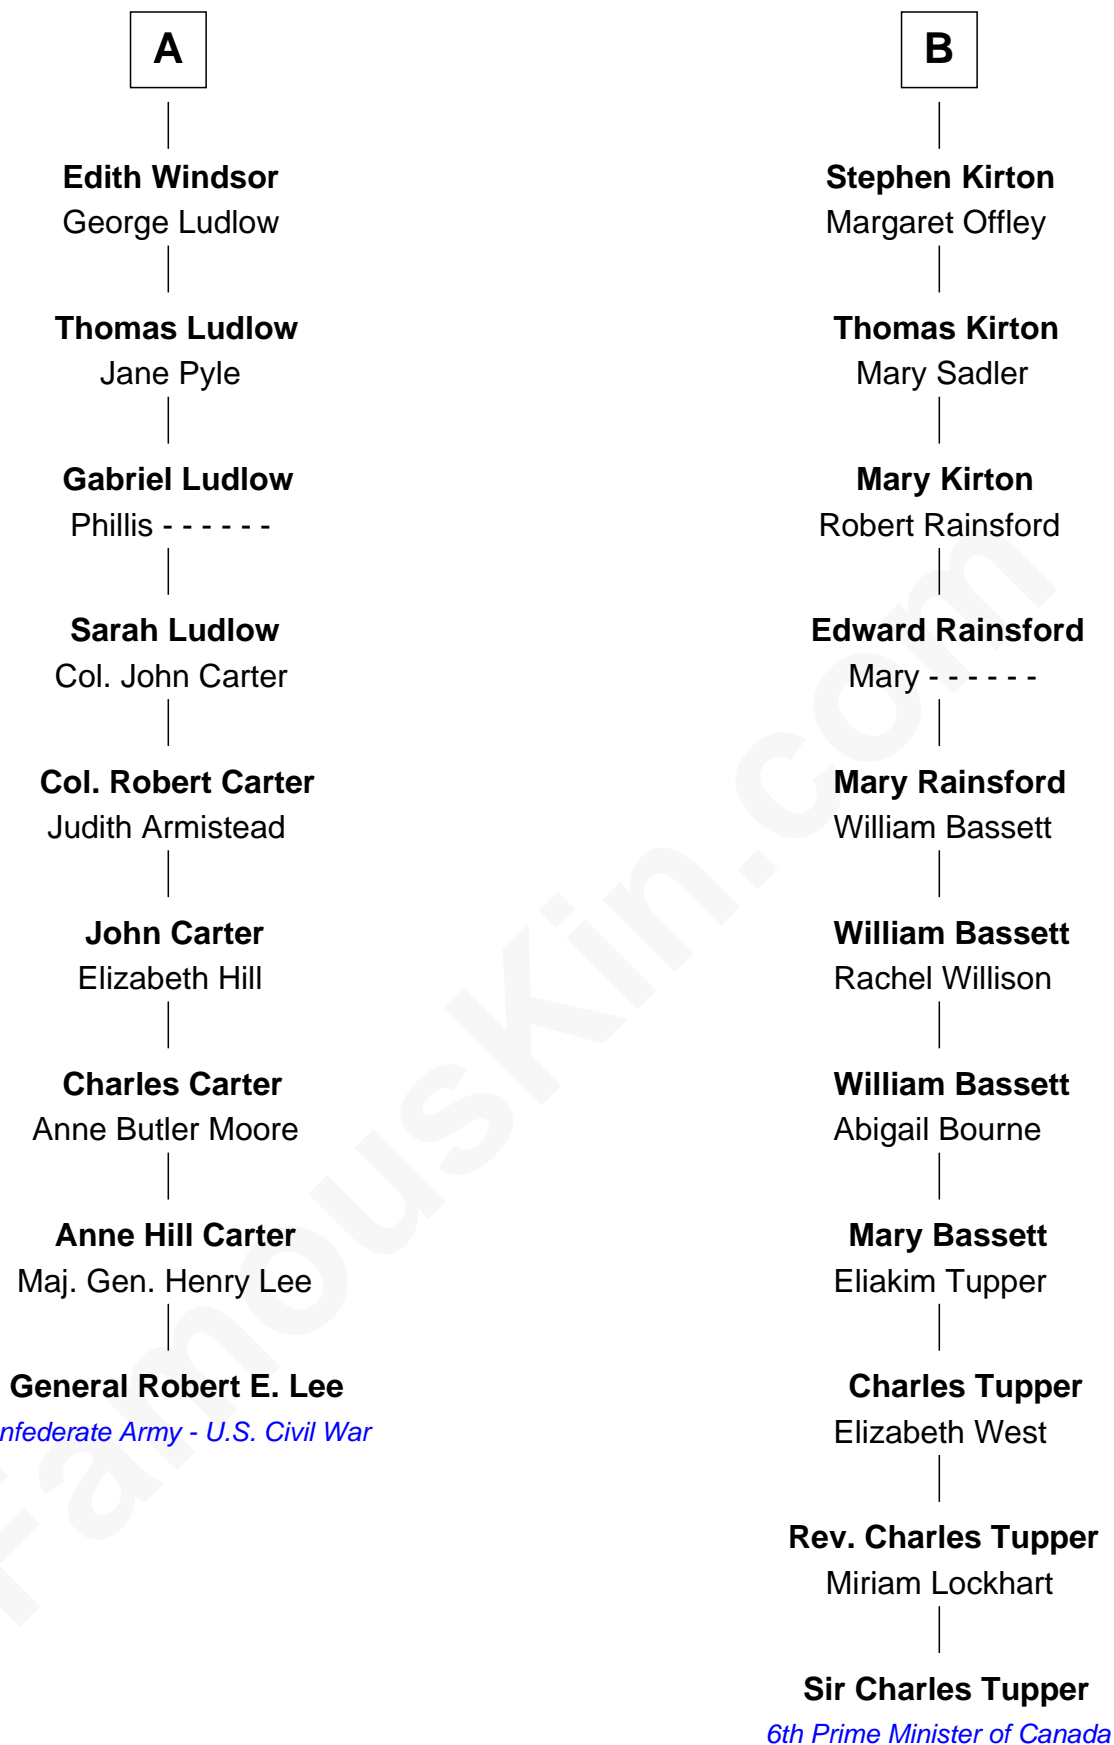 A
Edith Windsor
George Ludlow
Thomas Ludlow
Jane Pyle
Gabriel Ludlow
Phillis - - - - - -
Sarah Ludlow
Col. John Carter
Col. Robert Carter
Judith Armistead
John Carter
Elizabeth Hill
Charles Carter
Anne Butler Moore
Anne Hill Carter
Maj. Gen. Henry Lee
General Robert E. Lee
nfederate Army - U.S. Civil War
B
Stephen Kirton
Margaret Offley
Thomas Kirton
Mary Sadler
Mary Kirton
Robert Rainsford
Edward Rainsford
Mary - - - - - -
Mary Rainsford
William Bassett
William Bassett
Rachel Willison
William Bassett
Abigail Bourne
Mary Bassett
Eliakim Tupper
Charles Tupper
Elizabeth West
Rev. Charles Tupper
Miriam Lockhart
Sir Charles Tupper
6th Prime Minister of Canada
FamousKin.com